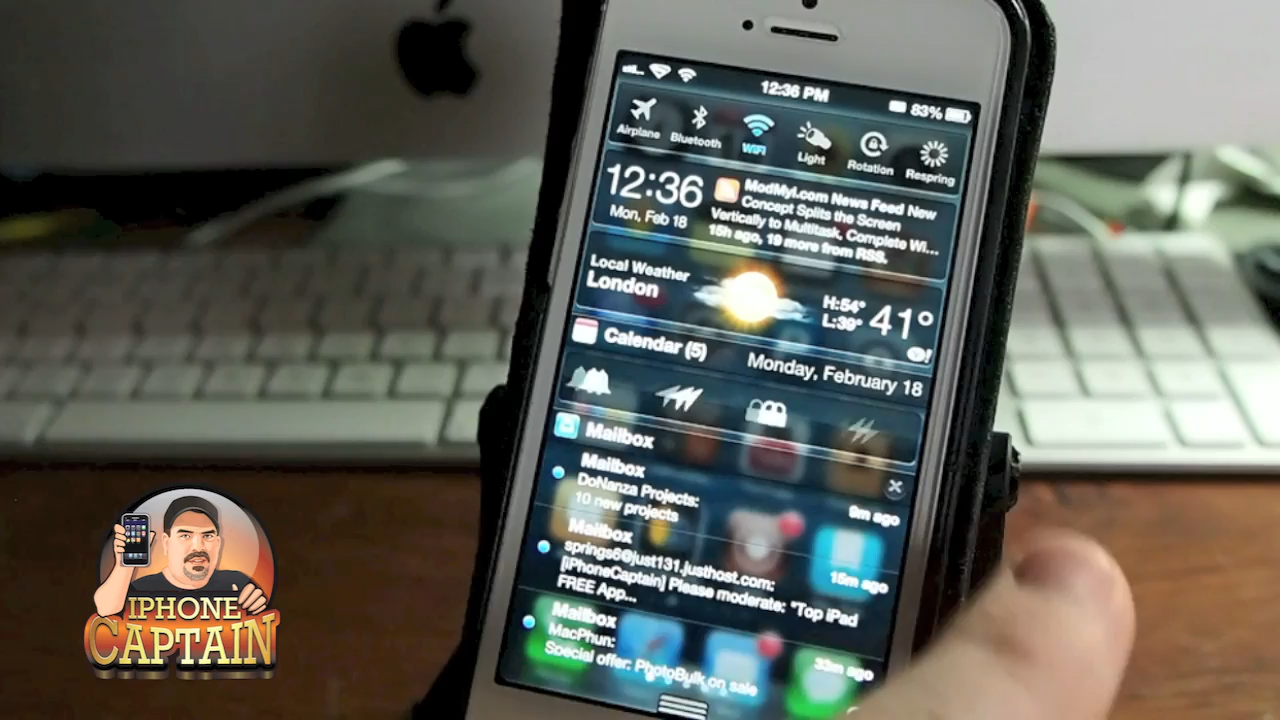 12:36 PM
83%
Airplane
Bluetooth
WIFI
Light
Rotation
Respring
12:36
Mon, Feb 18
ModMyI.com News Feed New
Concept Splits the Screen
Vertically to Multitask, Complete Wi...
15h ago, 19 more from RSS.
Local Weather
London
H:54°
L:39°
41°
Calendar (5)
Monday, February 18
Mailbox
Mailbox
9m ago
DoNanza Projects:
10 new projects
Mailbox
15m ago
springs6@just131.justhost.com:
[iPhoneCaptain] Please moderate: "Top iPad
FREE App...
Mailbox
32m ago
MacPhun:
Special offer: PhotoBulk on sale
IPHONE
CAPTAIN